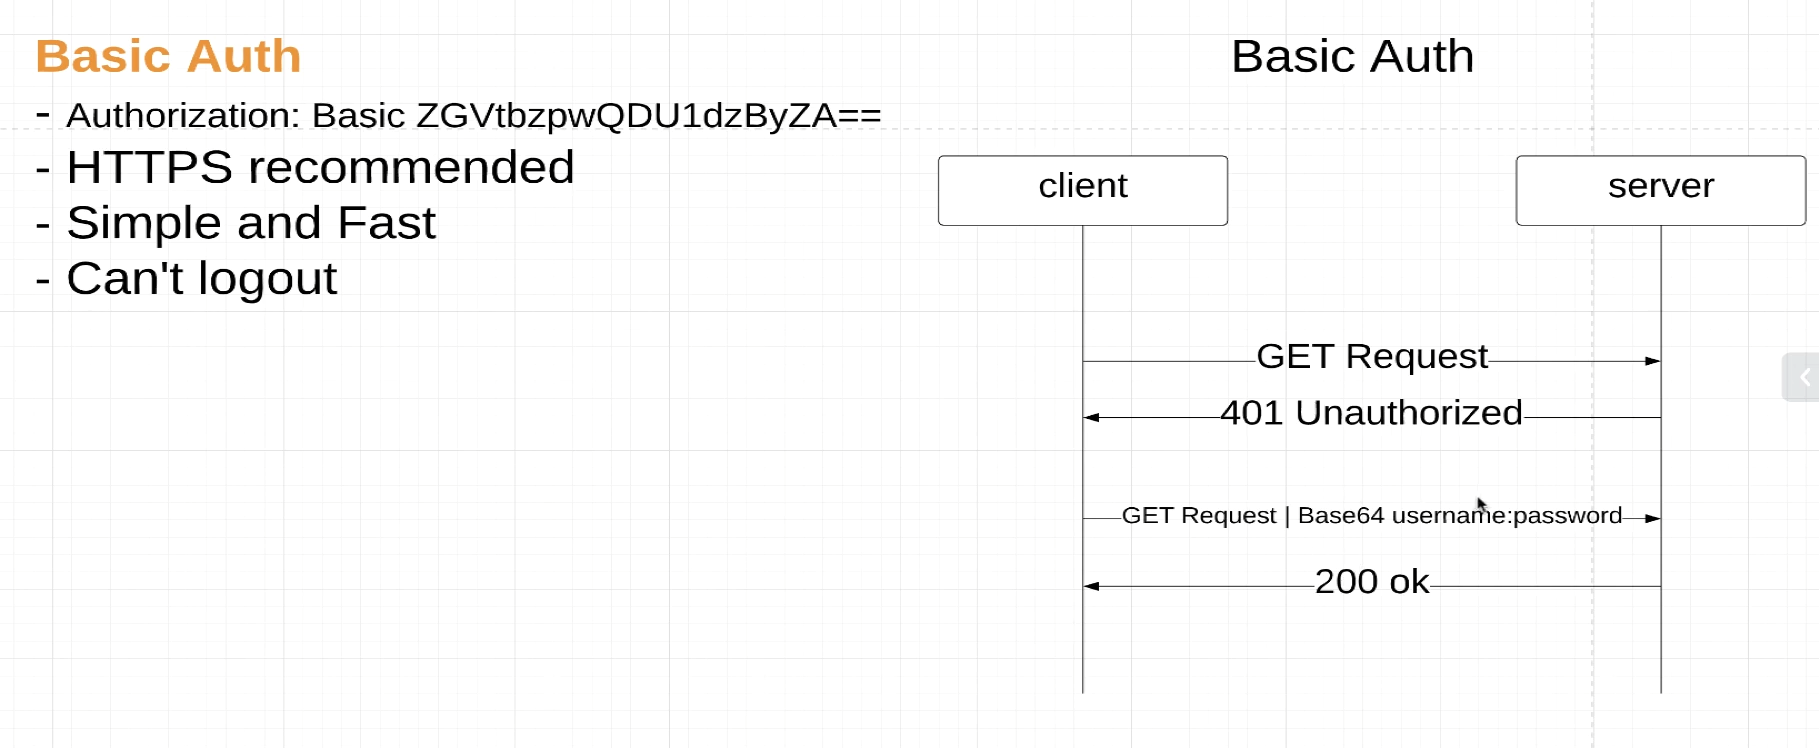 Basic Auth
- Authorization: Basic ZGVtbzpwQDU1dzByZA==
- HTTPS recommended
- Simple and Fast
- Can't logout
Basic Auth
client
server
GET Request
401 Unauthorized
GET Request | Base64 username:password
200 ok